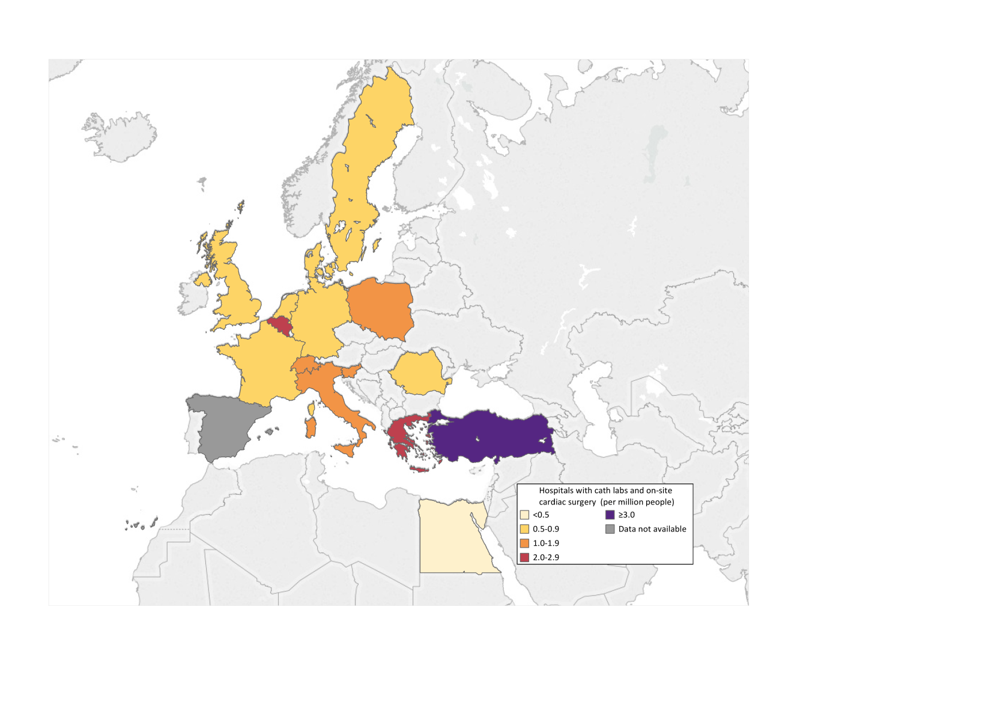 Hospitals with cath labs and on-site
cardiac surgery (per million people)
<0.5
0.5-0.9
1.0-1.9
2.0-2.9
≥3.0
Data not available